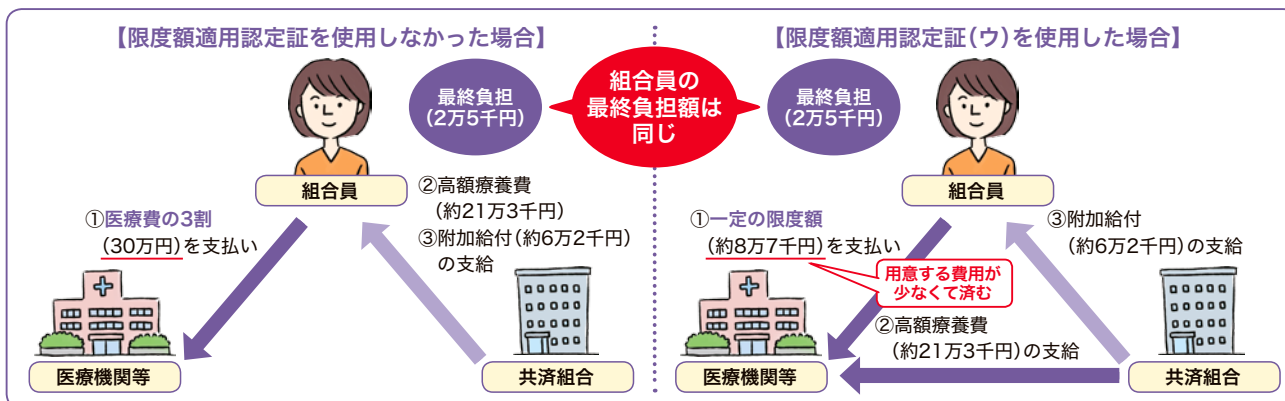 【限度額適用認定証を使用しなかった場合】
最終負担
(2万5千円)
組合員
①医療費の3割
(30万円)を支払い
②高額療養費
(約21万3千円)
③附加給付(約6万2千円)
の支給
医療機関等
共済組合
組合員の
最終負担額は
同じ
【限度額適用認定証(ウ)を使用した場合】
最終負担
(2万5千円)
組合員
①一定の限度額
(約8万7千円)を支払い
用意する費用が
少なくて済む
③附加給付
(約6万2千円)の支給
②高額療養費
(約21万3千円)の支給
医療機関等
共済組合